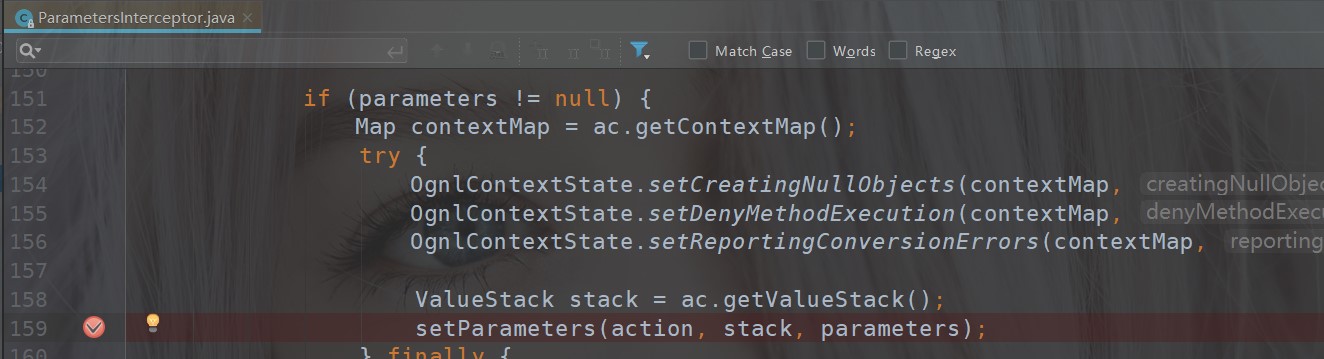 ParametersInterceptor.java
Match Case Words Regex
150
151 if (parameters != null) {
152 Map contextMap = ac.getContextMap();
153 try {
154 OgnlContextState.setCreatingNullObjects(contextMap, creatingNullObjec
155 OgnlContextState.setDenyMethodExecution(contextMap, denyMethodExecu
156 OgnlContextState.setReportingConversionErrors(contextMap, reporting
157
158 ValueStack stack = ac.getValueStack();
159 setParameters(action, stack, parameters);
160 } finally {